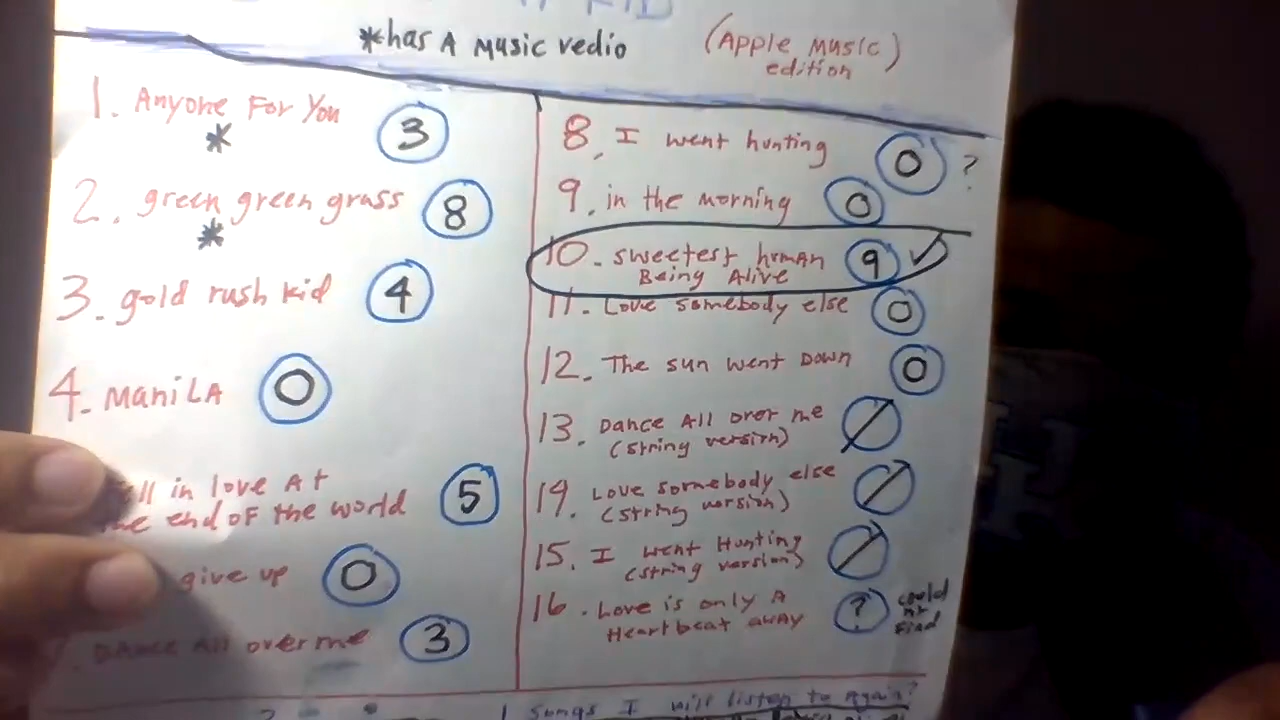 KID
*has A music vedio
(Apple music)
edition
1. Anyone For You 3
*
2. green green grass 8
*
3. gold rush kid 4
4. maniLA 0
ll in love At
end OF the world 5
give up 0
DANCE All over me 3
8. I went hunting 0 ?
9. in the morning 0
10. sweetest humAn 9 ✓
Being Alive
11. Love somebody else 0
12. The sun went Down 0
13. DANCE All over me
(string version)
14. Love somebody else
(string version)
15. I went Hunting
(string version)
16. Love is only A ? could
Heartbeat away nt
find
Songs I will listen to Again?